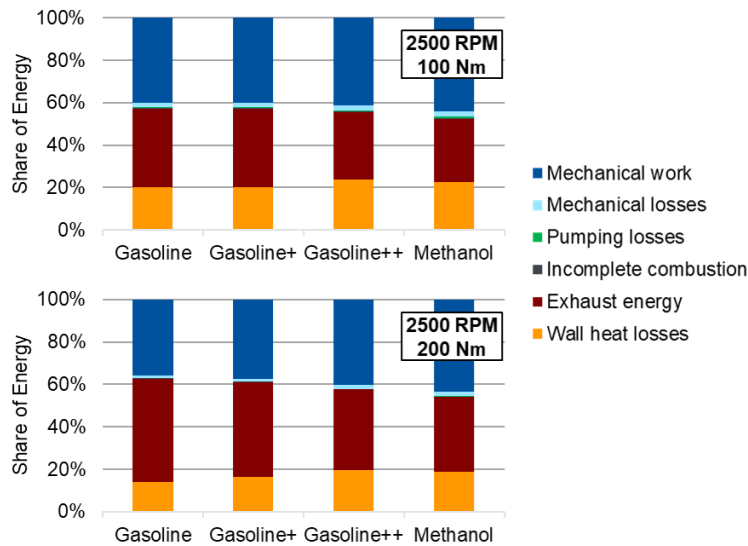 100%
80%
60%
40%
20%
0%
Share of Energy
2500 RPM
100 Nm
Gasoline Gasoline+ Gasoline++ Methanol
Mechanical work
Mechanical losses
Pumping losses
Incomplete combustion
Exhaust energy
Wall heat losses
100%
80%
60%
40%
20%
0%
Share of Energy
2500 RPM
200 Nm
Gasoline Gasoline+ Gasoline++ Methanol